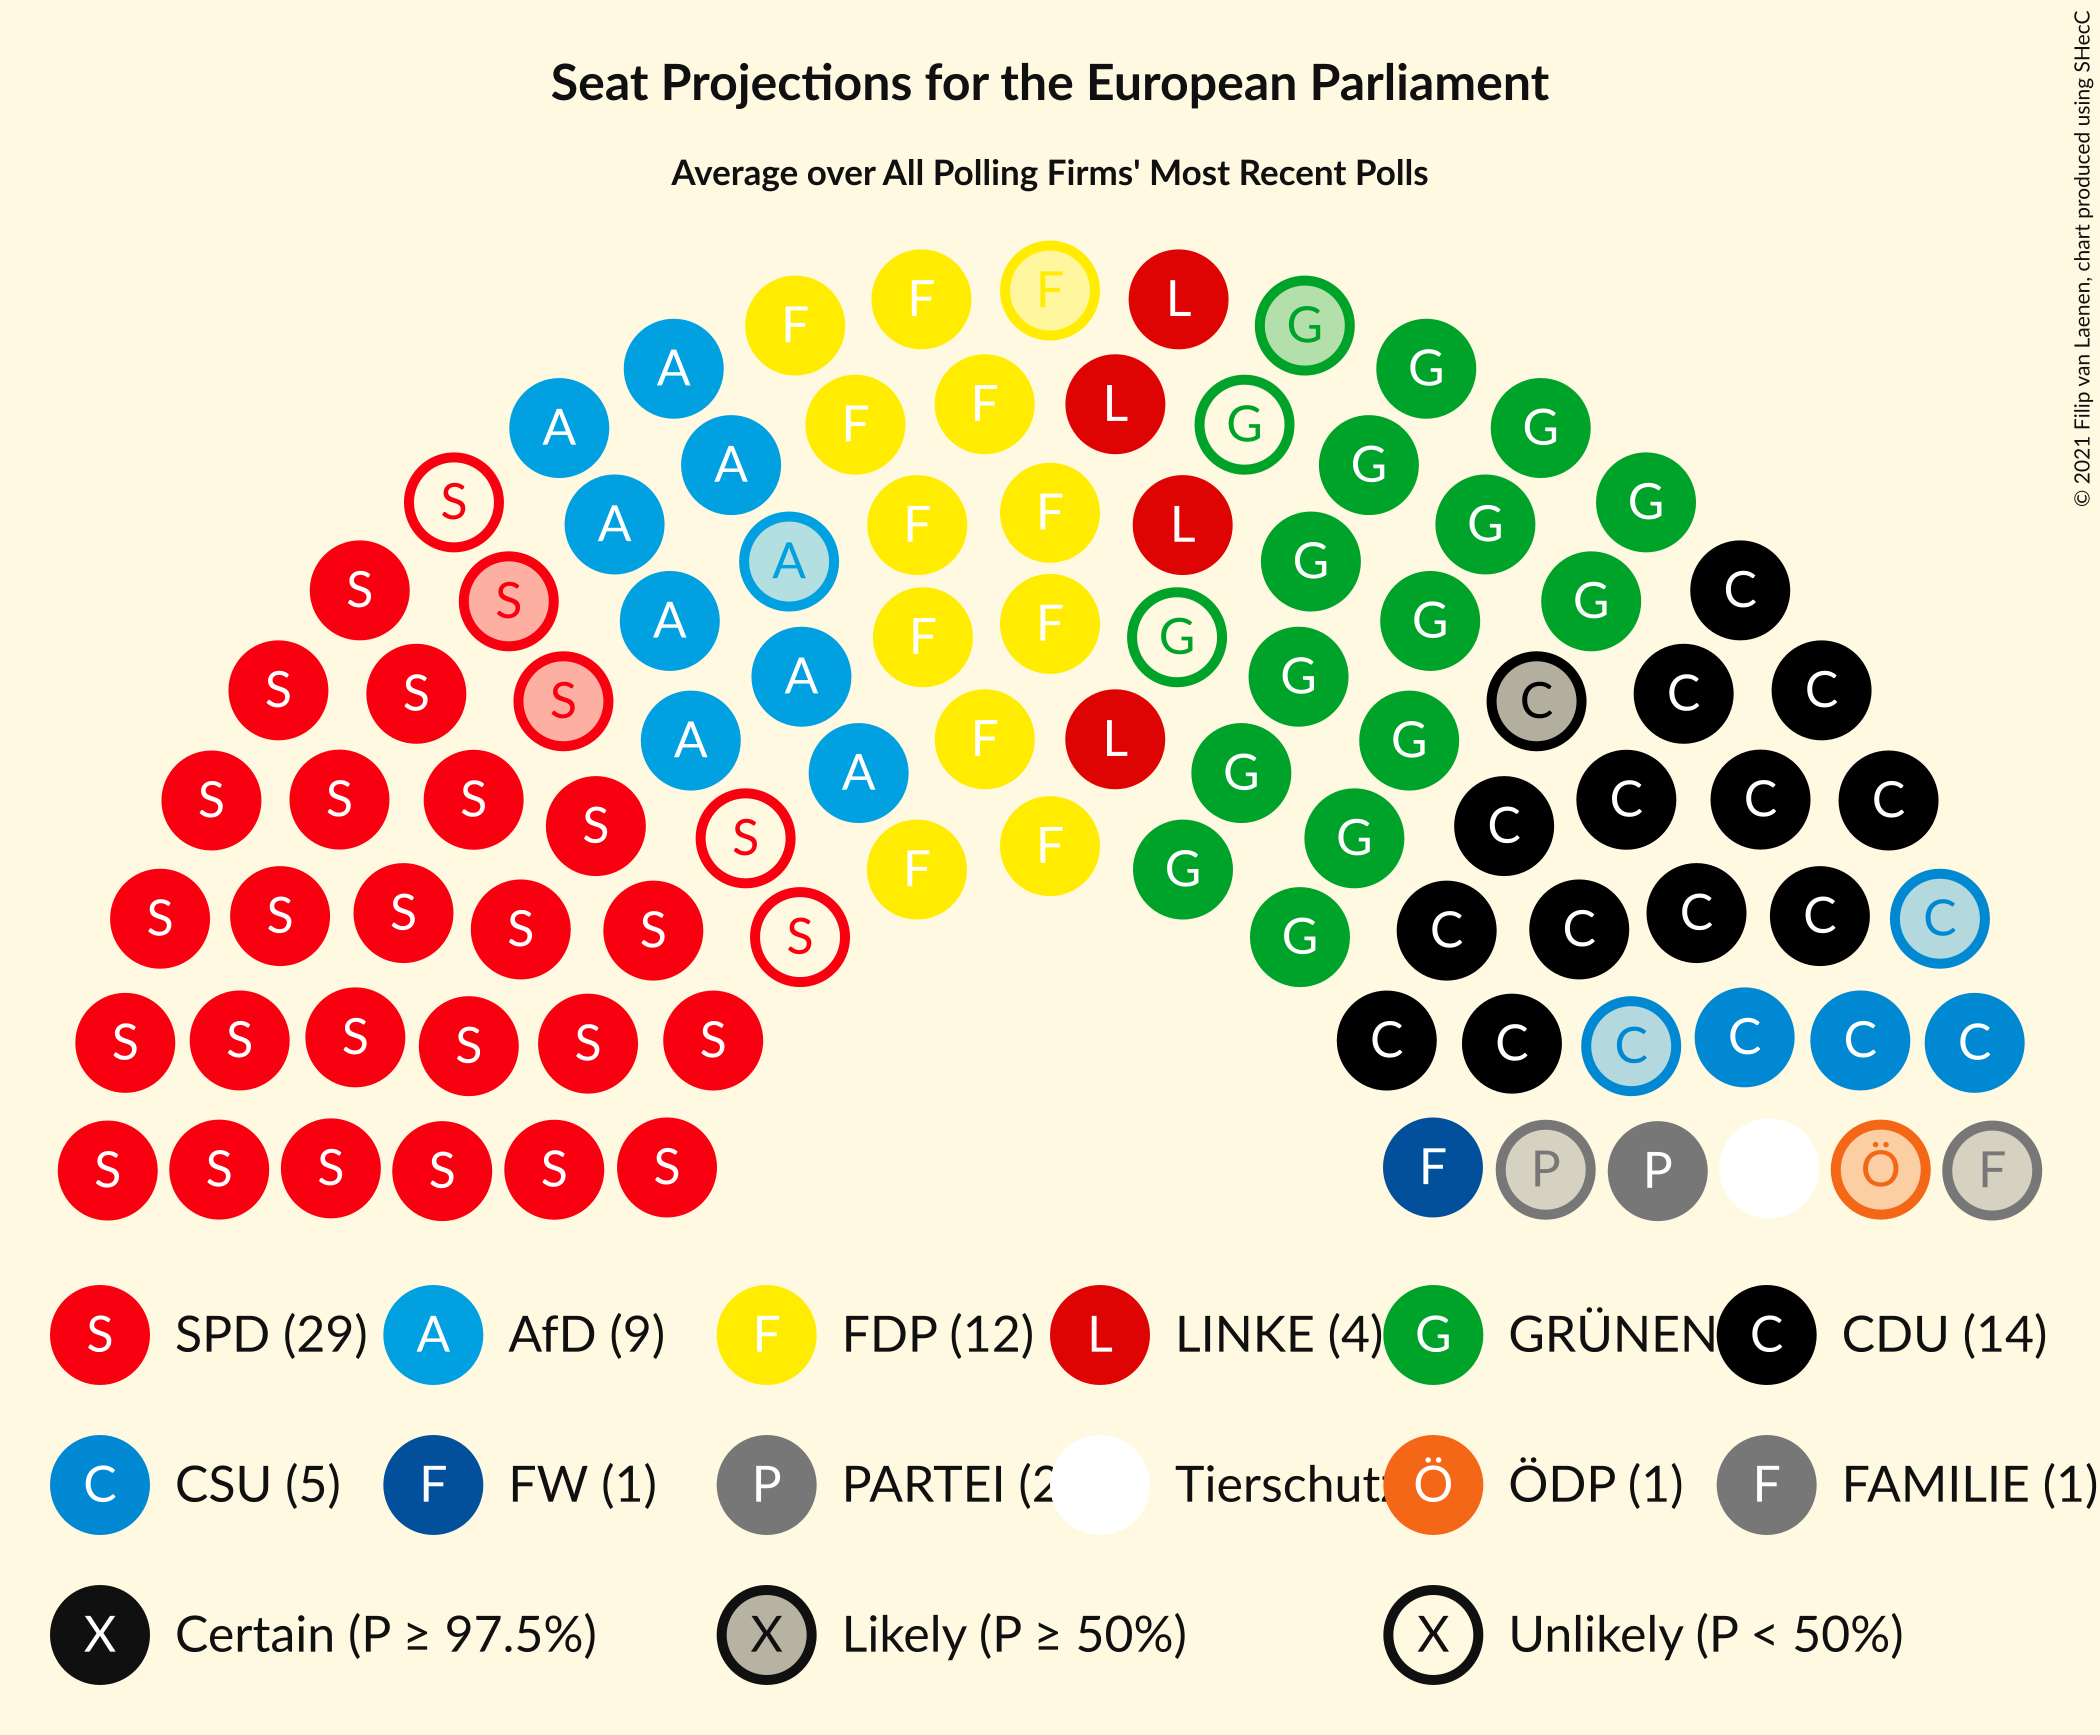 Seat Projections for the European Parliament
Average over All Polling Firms' Most Recent Polls
© 2021 Filip van Laenen, chart produced using SHecC
F F F L G
A A F F L G G G
S A A A F F L G G G G
S S A A F F G G G G C
S S S A A F L G G C C C
S S S S S A F F G G C C C C
S S S S S S G C C C C C
S S S S S S C C C C C C
S S S S S S F P P Ö F
S SPD (29) A AfD (9) F FDP (12) L LINKE (4) G GRÜNEN C CDU (14)
C CSU (5) F FW (1) P PARTEI (2 Tierschutz Ö ÖDP (1) F FAMILIE (1)
X Certain (P ≥ 97.5%) X Likely (P ≥ 50%) X Unlikely (P < 50%)